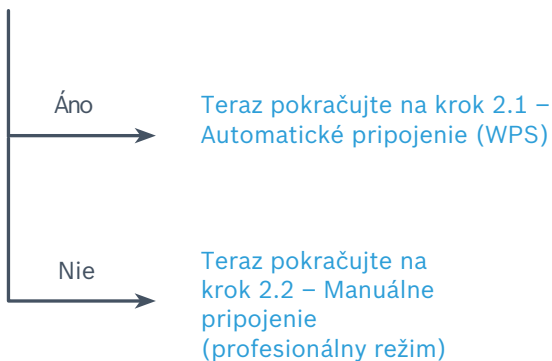 Áno
Teraz pokračujte na krok 2.1 –
Automatické pripojenie (WPS)
Nie
Teraz pokračujte na
krok 2.2 – Manuálne
pripojenie
(profesionálny režim)